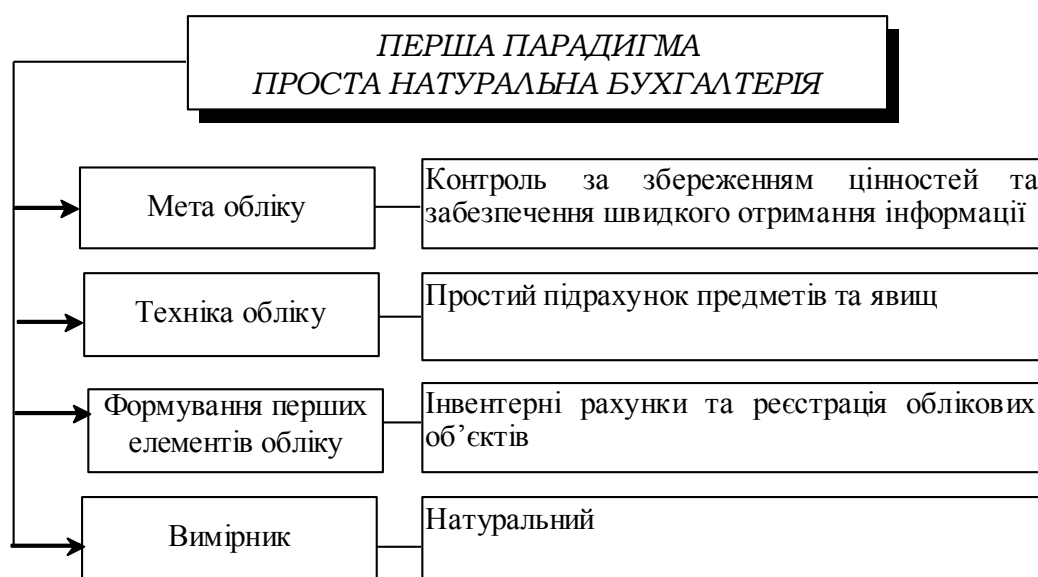 ПЕРША ПАРАДИГМА
ПРОСТА НАТУРАЛЬНА БУХГАЛТЕРІЯ
Мета обліку
Контроль за збереженням цінностей та
забезпечення швидкого отримання інформації
Техніка обліку
Простий підрахунок предметів та явищ
Формування перших
елементів обліку
Інвентерні рахунки та реєстрація облікових
об’єктів
Вимірник
Натуральний